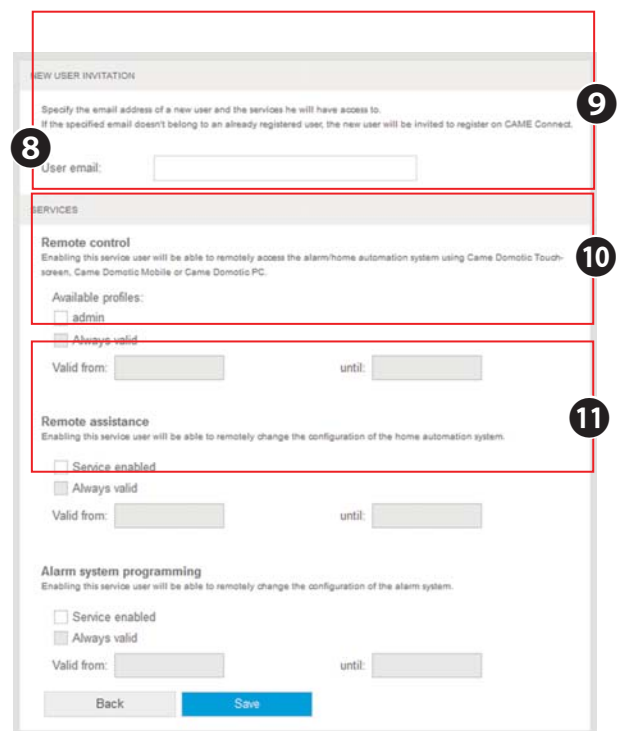 8
NEW USER INVITATION
Specify the email address of a new user and the services he will have access to.
9
If the specified email doesn't belong to an already registered user, the new user will be invited to register on CAME Connect.
User email:
SERVICES
Remote control
Enabling this service user will be able to remotely access the alarm/home automation system using Came Domotic Touch-
screen, Came Domotic Mobile or Came Domotic PC.
10
Available profiles:
admin
Always valid
Valid from: until:
11
Remote assistance
Enabling this service user will be able to remotely change the configuration of the home automation system.
Service enabled
Always valid
Valid from: until:
Alarm system programming
Enabling this service user will be able to remotely change the configuration of the alarm system.
Service enabled
Always valid
Valid from: until:
Back Save